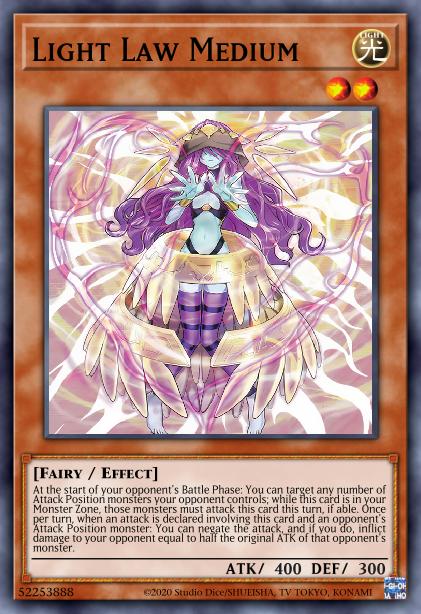 LIGHT LAW MEDIUM
LIGHT
光
[FAIRY / EFFECT]
At the start of your opponent's Battle Phase: You can target any number of
Attack Position monsters your opponent controls; while this card is in your
Monster Zone, those monsters must attack this card this turn, if able. Once
per turn, when an attack is declared involving this card and an opponent's
Attack Position monster: You can negate the attack, and if you do, inflict
damage to your opponent equal to half the original ATK of that opponent's
monster.
ATK/ 400 DEF/ 300
52253888
©2020 Studio Dice/SHUEISHA, TV TOKYO, KONAMI